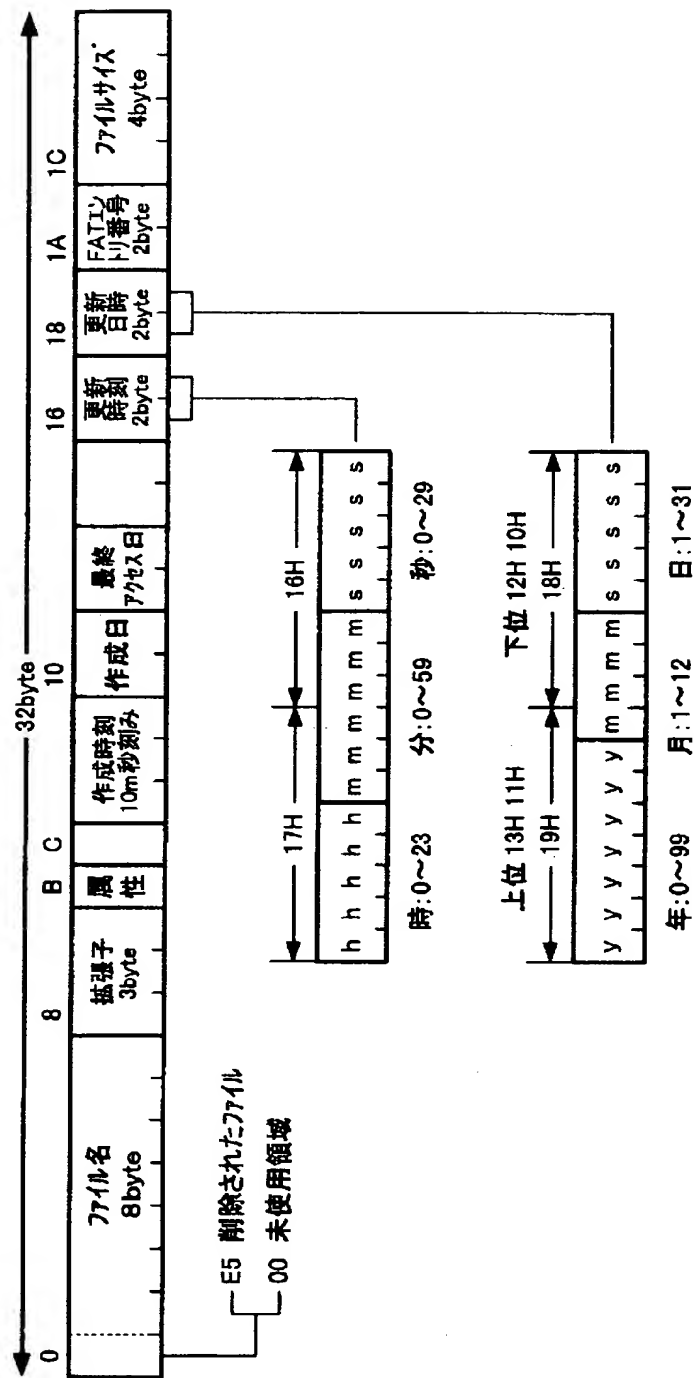 32byte
0 8 B C 10 16 18 1A 1C
ファイル名
8byte
拡張子
3byte
属性
作成時刻
10m秒刻み
作成日
最終
アクセス日
更新
時刻
2byte
更新
日時
2byte
FATエン
トリ番号
2byte
ファイルサイズ
4byte
E5 削除されたファイル
00 未使用領域
17H 16H
h h h h h m m m m m m s s s s s
時:0~23 分:0~59 秒:0~29
上位 13H 11H 下位 12H 10H
19H 18H
y y y y y y y m m m m s s s s s
年:0~99 月:1~12 日:1~31